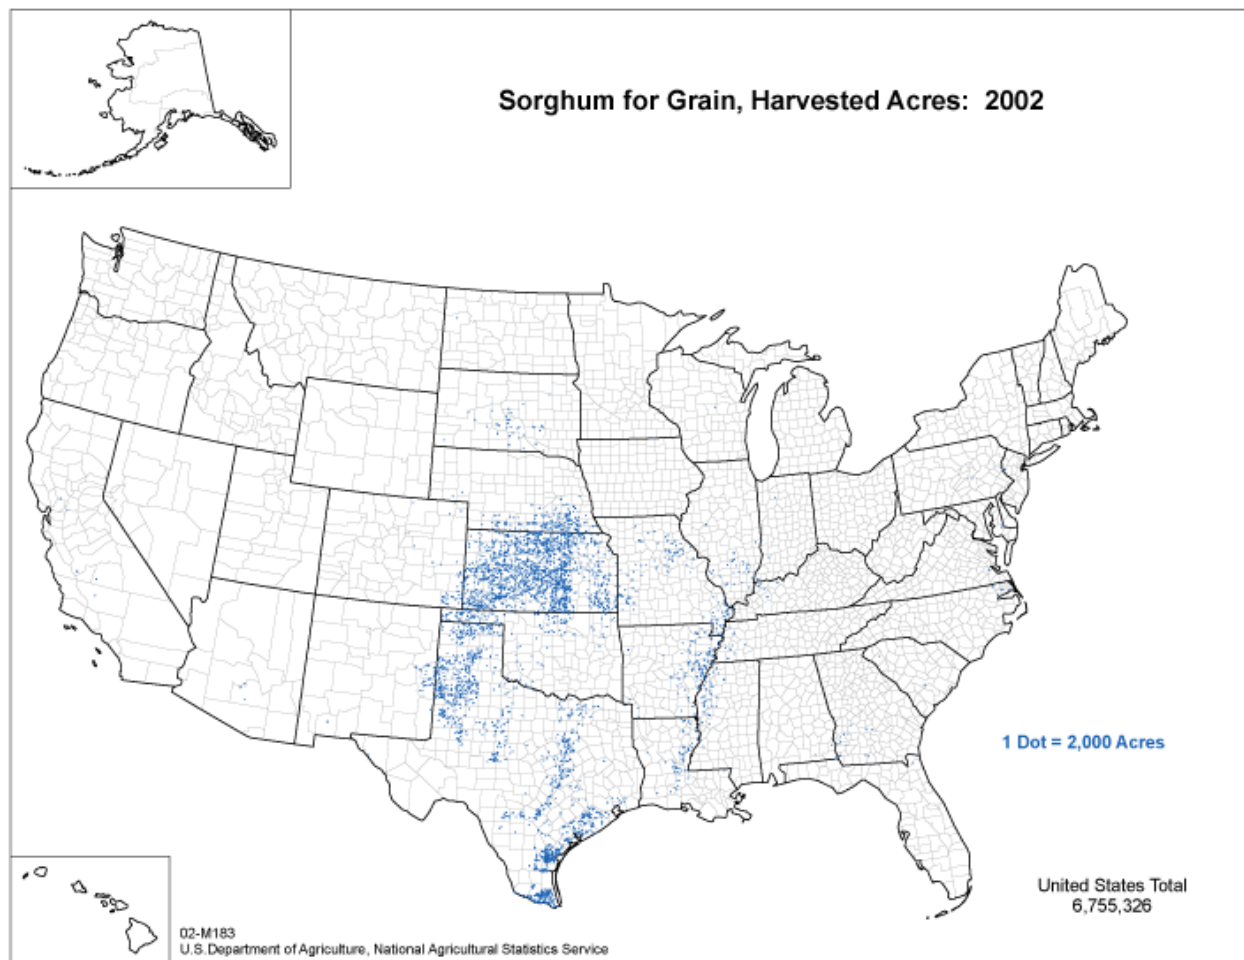 Sorghum for Grain, Harvested Acres: 2002
1 Dot = 2,000 Acres
United States Total
6,755,326
02-M183
U.S.Department of Agriculture, National Agricultural Statistics Service